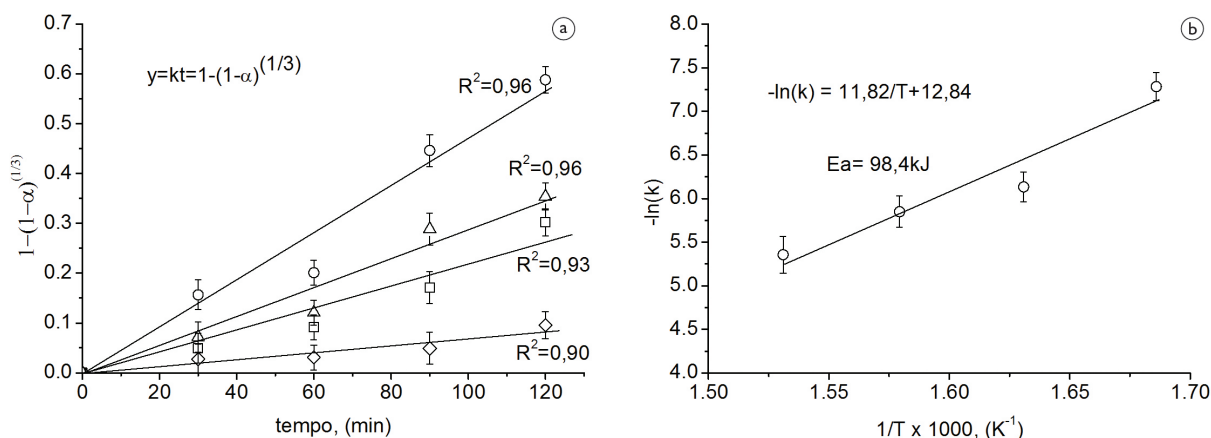 a
y=kt=1-(1-α)^(1/3)
R²=0,96
R²=0,96
R²=0,93
R²=0,90
1−(1−α)^(1/3)
0.7
0.6
0.5
0.4
0.3
0.2
0.1
0.0
0 20 40 60 80 100 120
tempo, (min)
b
-ln(k) = 11,82/T+12,84
Ea= 98,4kJ
-ln(k)
8.0
7.5
7.0
6.5
6.0
5.5
5.0
4.5
4.0
1.50 1.55 1.60 1.65 1.70
1/T x 1000, (K⁻¹)